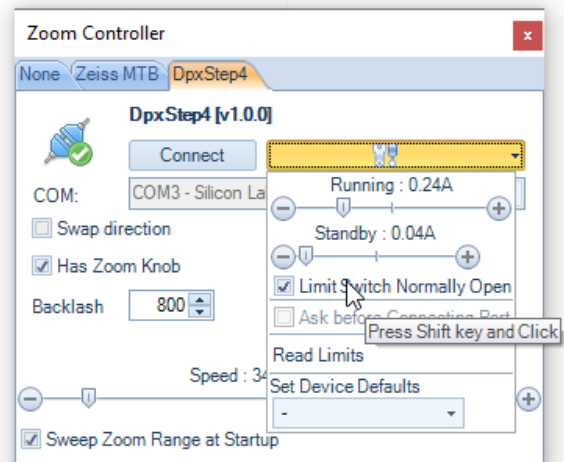 Zoom Controller
x
None Zeiss MTB DpxStep4
DpxStep4 [v1.0.0]
Connect
COM: COM3 - Silicon La
Running : 0.24A
Swap direction
Standby : 0.04A
Has Zoom Knob
Limit Switch Normally Open
Backlash 800
Ask before Connecting Port
Press Shift key and Click
Read Limits
Speed : 34
Set Device Defaults
-
Sweep Zoom Range at Startup